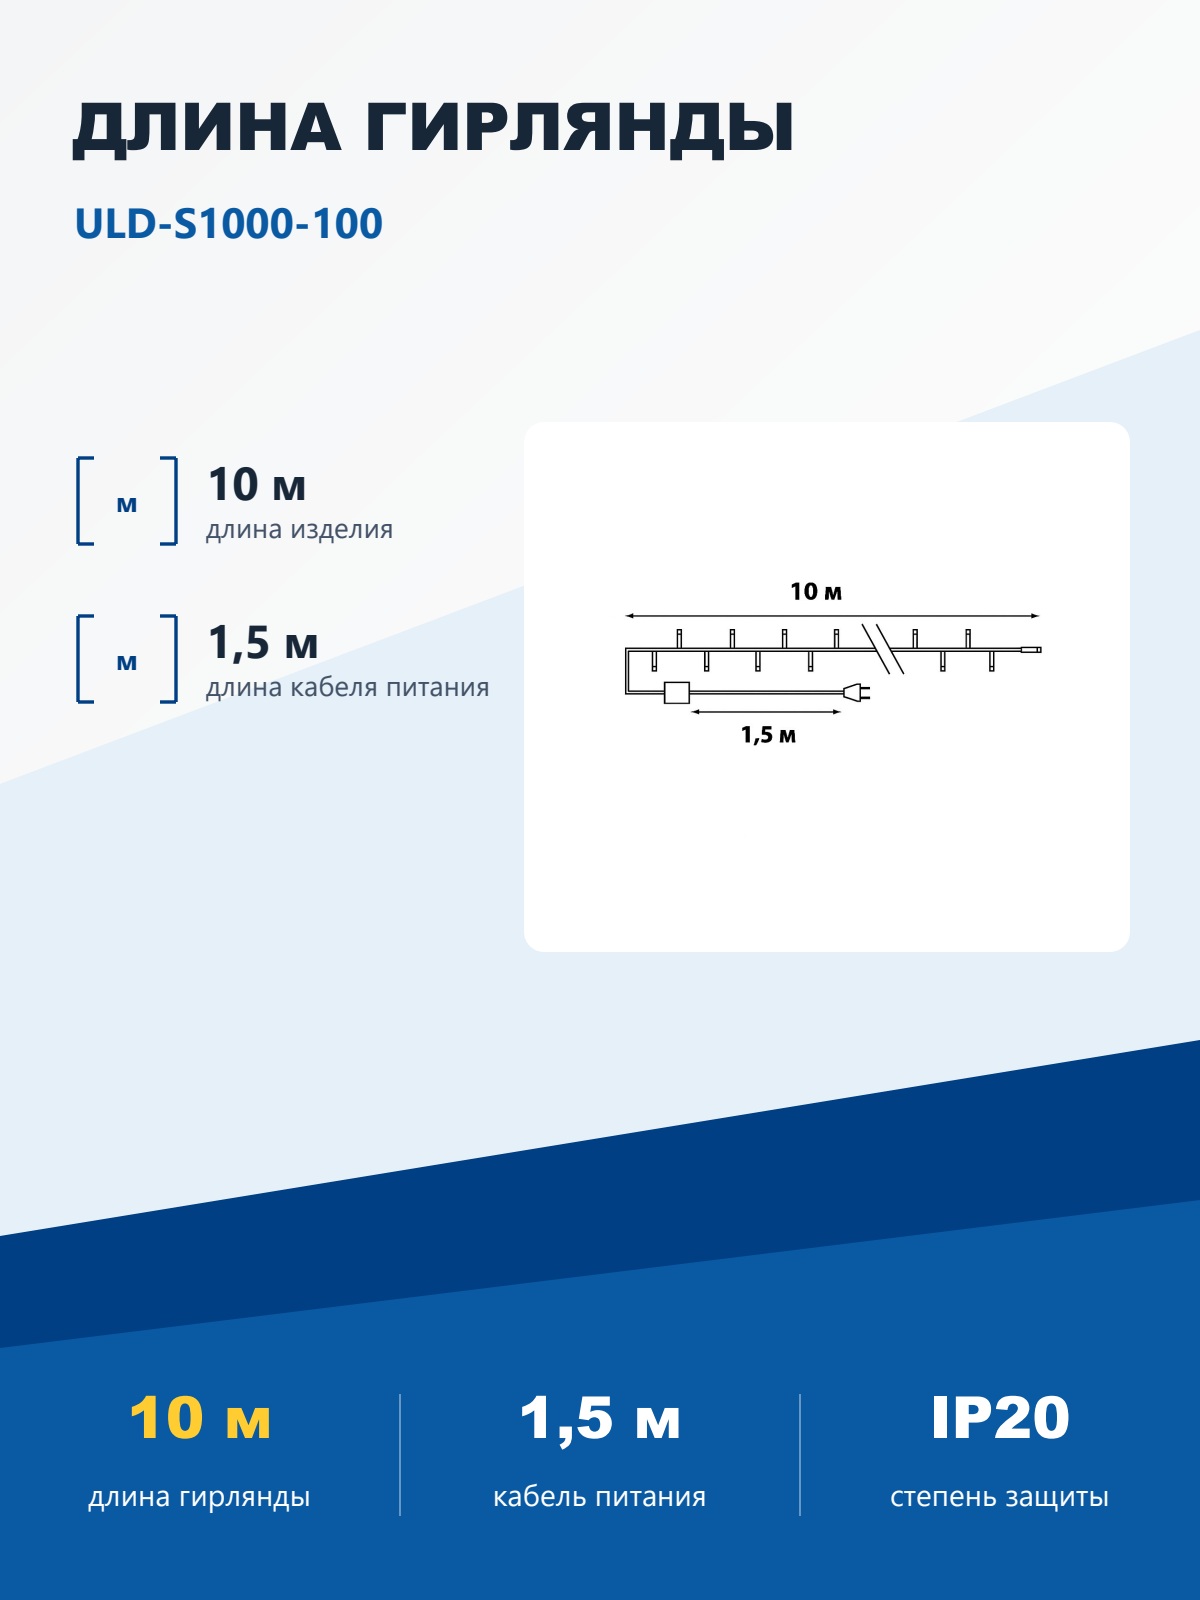 ДЛИНА ГИРЛЯНДЫ
ULD-S1000-100
м
10 м
длина изделия
м
1,5 м
длина кабеля питания
10 м
1,5 м
10 м
длина гирлянды
1,5 м
кабель питания
IP20
степень защиты